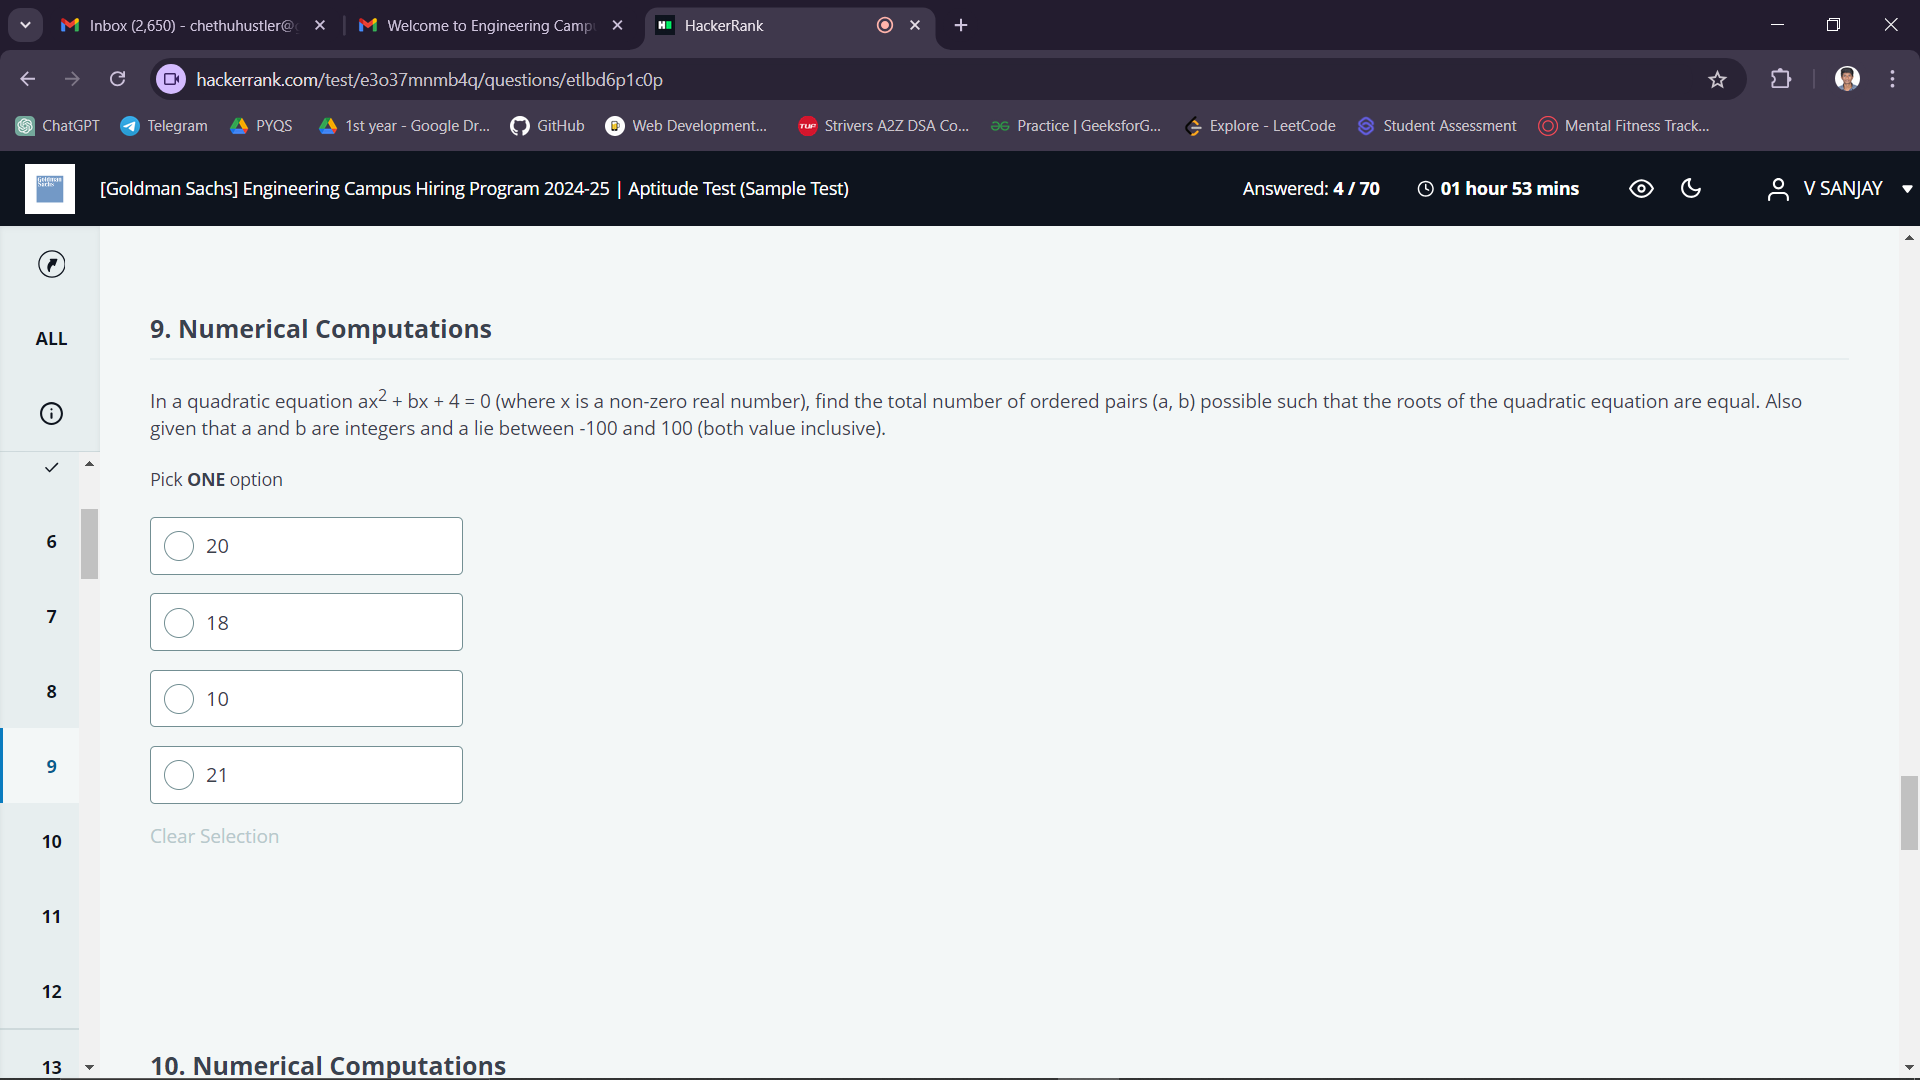 Inbox (2,650) - chethuhustler@g
Welcome to Engineering Camp
HackerRank
hackerrank.com/test/e3o37mnmb4q/questions/etlbd6p1c0p
ChatGPT
Telegram
PYQS
1st year - Google Dr...
GitHub
Web Development...
TUF
Strivers A2Z DSA Co...
Practice | GeeksforG...
Explore - LeetCode
Student Assessment
Mental Fitness Track...
Goldman
Sachs
[Goldman Sachs] Engineering Campus Hiring Program 2024-25 | Aptitude Test (Sample Test)
Answered: 4 / 70
01 hour 53 mins
V SANJAY
ALL
6
7
8
9
10
11
12
13
9. Numerical Computations
In a quadratic equation ax² + bx + 4 = 0 (where x is a non-zero real number), find the total number of ordered pairs (a, b) possible such that the roots of the quadratic equation are equal. Also
given that a and b are integers and a lie between -100 and 100 (both value inclusive).
Pick ONE option
20
18
10
21
Clear Selection
10. Numerical Computations